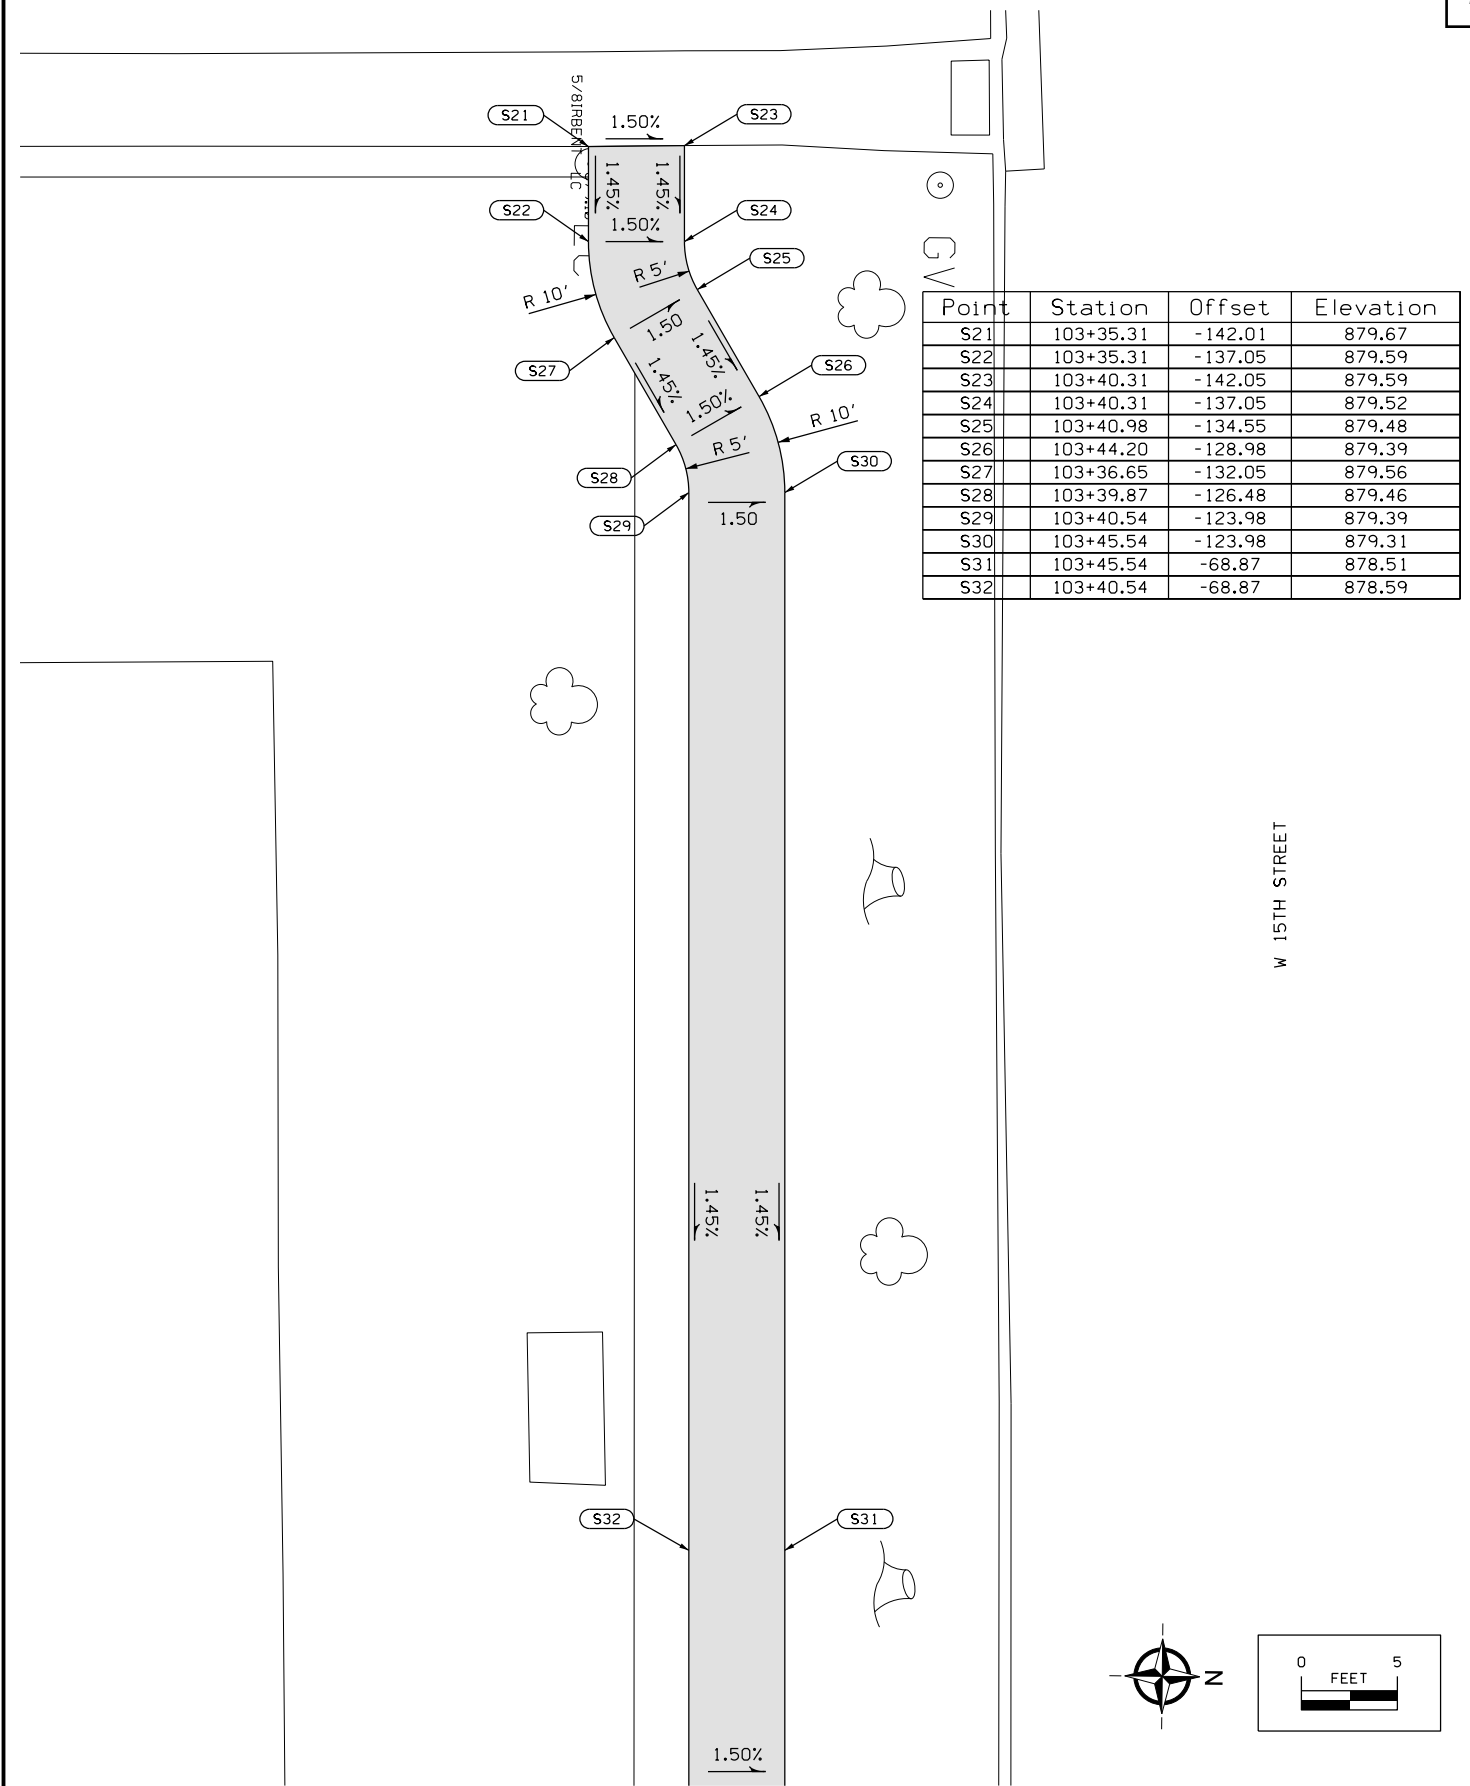 S21
5/8IRBENT
1.50%
S23
LC
1.45%
1.45%
S22
1.50%
S24
LC
S25
R 5'
GV
R 10'
1.50
1.45%
S27
1.45%
S26
1.50%
R 10'
R 5'
S28
S30
S29
1.50
Point Station Offset Elevation
S21 103+35.31 -142.01 879.67
S22 103+35.31 -137.05 879.59
S23 103+40.31 -142.05 879.59
S24 103+40.31 -137.05 879.52
S25 103+40.98 -134.55 879.48
S26 103+44.20 -128.98 879.39
S27 103+36.65 -132.05 879.56
S28 103+39.87 -126.48 879.46
S29 103+40.54 -123.98 879.39
S30 103+45.54 -123.98 879.31
S31 103+45.54 -68.87 878.51
S32 103+40.54 -68.87 878.59
W 15TH STREET
1.45%
1.45%
S32
S31
N
0 5
FEET
1.50%